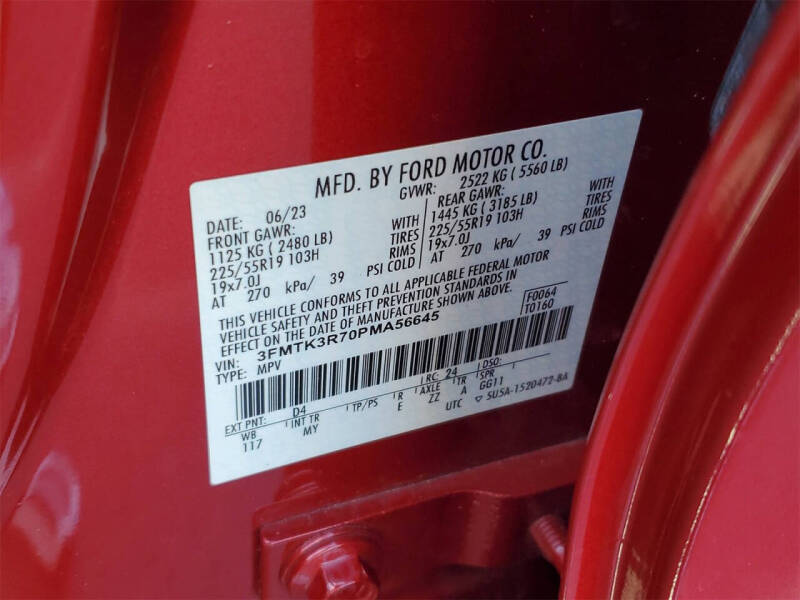 MFD. BY FORD MOTOR CO.
DATE: 06/23 GVWR: 2522 KG ( 5560 LB)
FRONT GAWR: WITH REAR GAWR: WITH
1125 KG ( 2480 LB) TIRES 1445 KG ( 3185 LB) TIRES
225/55R19 103H RIMS 225/55R19 103H RIMS
19x7.0J 19x7.0J
AT 270 kPa/ 39 PSI COLD AT 270 kPa/ 39 PSI COLD
THIS VEHICLE CONFORMS TO ALL APPLICABLE FEDERAL MOTOR
VEHICLE SAFETY AND THEFT PREVENTION STANDARDS IN
EFFECT ON THE DATE OF MANUFACTURE SHOWN ABOVE.
F0064
T0160
VIN: 3FMTK3R70PMA56645
TYPE: MPV
EXT PNT: D4 RC: 24 DSO:
WB INT TR TP/PS R AXLE TR SPR
117 MY E ZZ A GG11
UTC ▽ 5U5A-1520472-BA